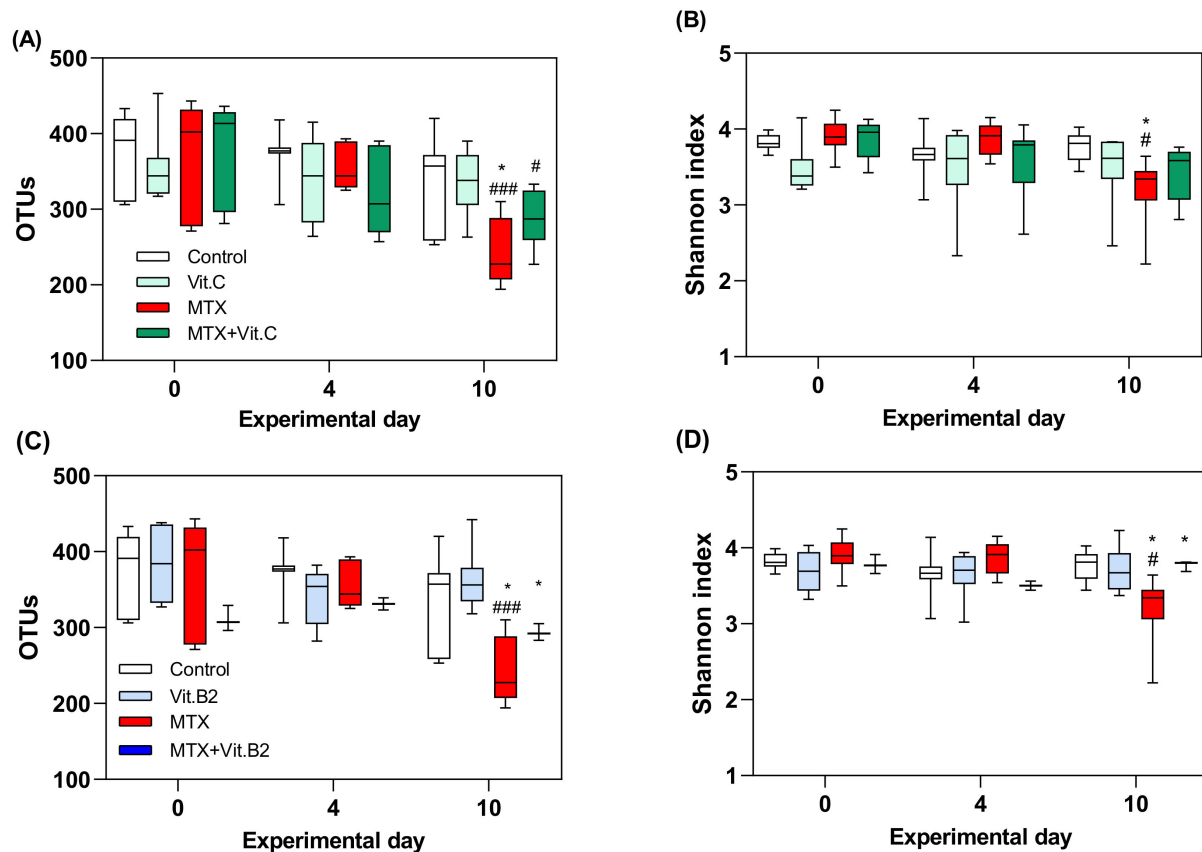 (A)
OTUs
500
400
300
200
100
Control
Vit.C
MTX
MTX+Vit.C
*
###
#
0 4 10
Experimental day
(B)
Shannon index
5
4
3
2
1
*
#
0 4 10
Experimental day
(C)
OTUs
500
400
300
200
100
Control
Vit.B2
MTX
MTX+Vit.B2
*
###
*
0 4 10
Experimental day
(D)
Shannon index
5
4
3
2
1
*
#
*
0 4 10
Experimental day